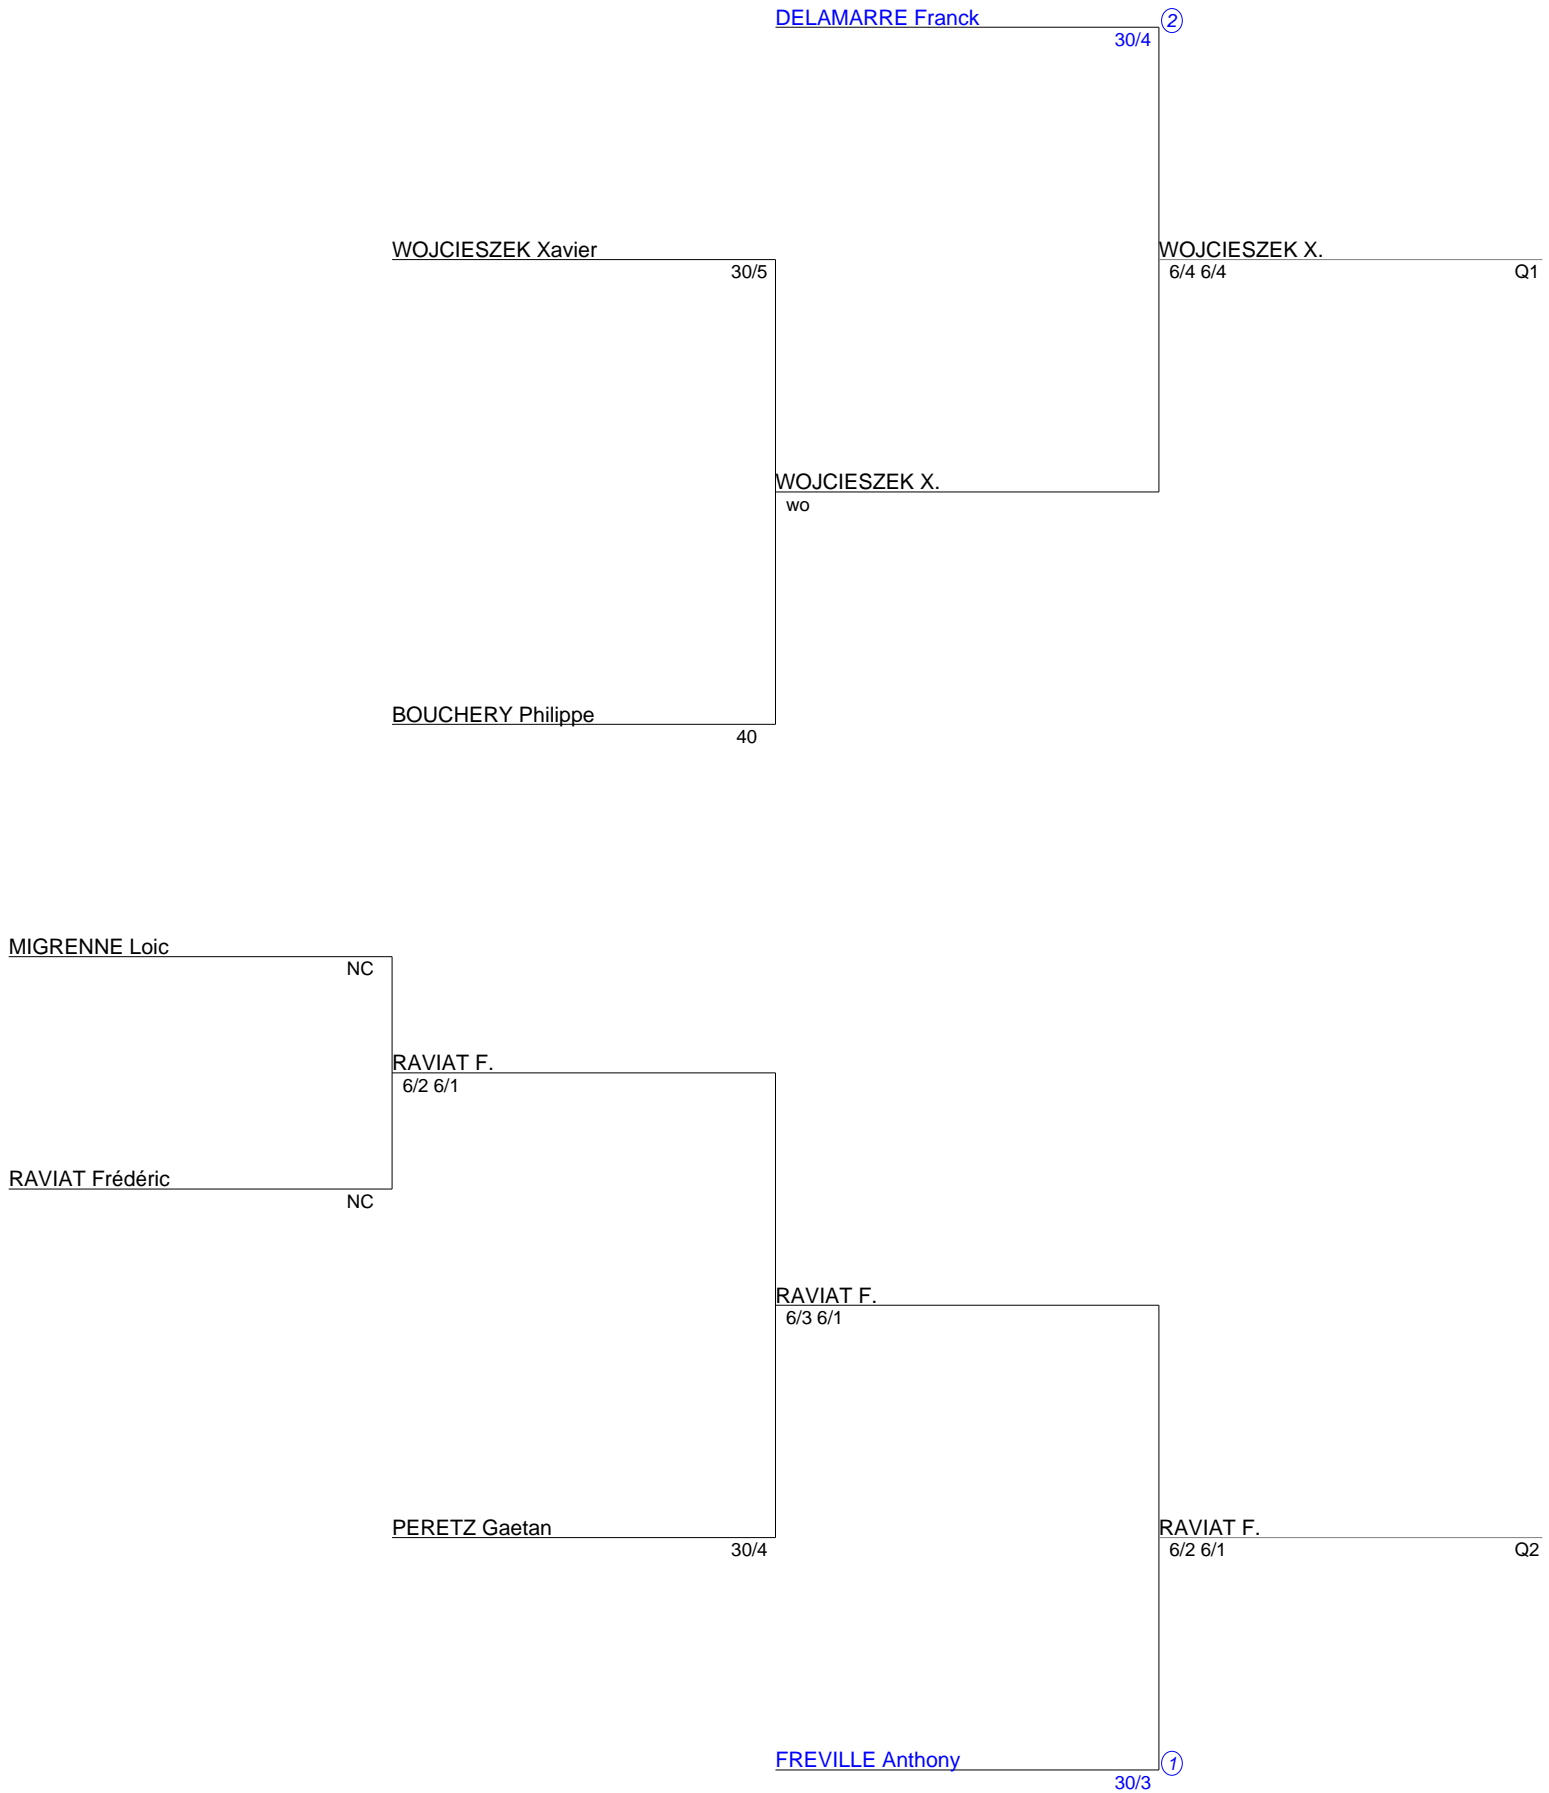 DELAMARRE Franck
2
30/4
WOJCIESZEK Xavier
30/5
WOJCIESZEK X.
6/4 6/4
Q1
WOJCIESZEK X.
wo
BOUCHERY Philippe
40
MIGRENNE Loic
NC
RAVIAT F.
6/2 6/1
RAVIAT Frédéric
NC
RAVIAT F.
6/3 6/1
PERETZ Gaetan
30/4
RAVIAT F.
6/2 6/1
Q2
FREVILLE Anthony
1
30/3